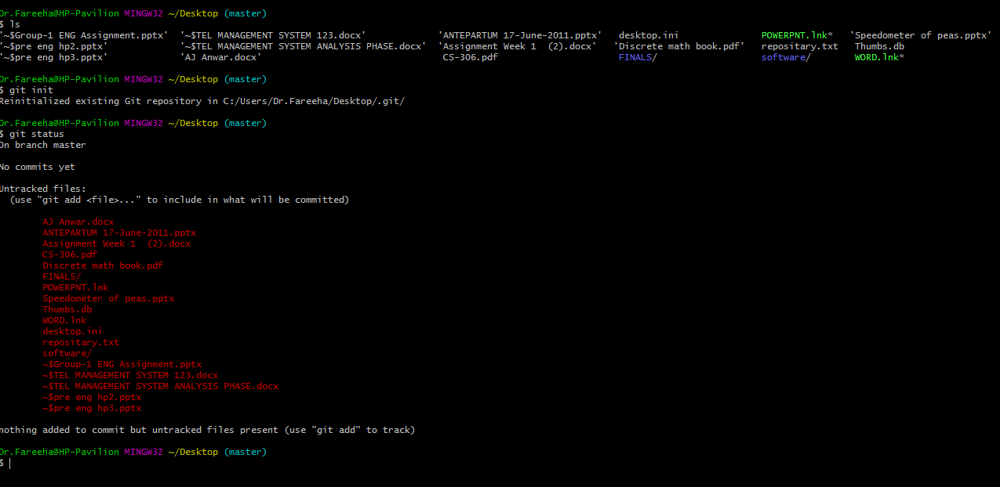 Dr.Fareeha@HP-Pavilion MINGW32 ~/Desktop (master)
$ ls
'~$Group-1 ENG Assignment.pptx' '~$TEL MANAGEMENT SYSTEM 123.docx' 'ANTEPARTUM 17-June-2011.pptx' desktop.ini POWERPNT.lnk* 'Speedometer of peas.pptx'
'~$pre eng hp2.pptx' '~$TEL MANAGEMENT SYSTEM ANALYSIS PHASE.docx' 'Assignment Week 1  (2).docx' 'Discrete math book.pdf' repositary.txt Thumbs.db
'~$pre eng hp3.pptx' 'AJ Anwar.docx' CS-306.pdf FINALS/ software/ WORD.lnk*
Dr.Fareeha@HP-Pavilion MINGW32 ~/Desktop (master)
$ git init
Reinitialized existing Git repository in C:/Users/Dr.Fareeha/Desktop/.git/
Dr.Fareeha@HP-Pavilion MINGW32 ~/Desktop (master)
$ git status
On branch master
No commits yet
Untracked files:
(use "git add <file>..." to include in what will be committed)
AJ Anwar.docx
ANTEPARTUM 17-June-2011.pptx
Assignment Week 1  (2).docx
CS-306.pdf
Discrete math book.pdf
FINALS/
POWERPNT.lnk
Speedometer of peas.pptx
Thumbs.db
WORD.lnk
desktop.ini
repositary.txt
software/
~$Group-1 ENG Assignment.pptx
~$TEL MANAGEMENT SYSTEM 123.docx
~$TEL MANAGEMENT SYSTEM ANALYSIS PHASE.docx
~$pre eng hp2.pptx
~$pre eng hp3.pptx
nothing added to commit but untracked files present (use "git add" to track)
Dr.Fareeha@HP-Pavilion MINGW32 ~/Desktop (master)
$